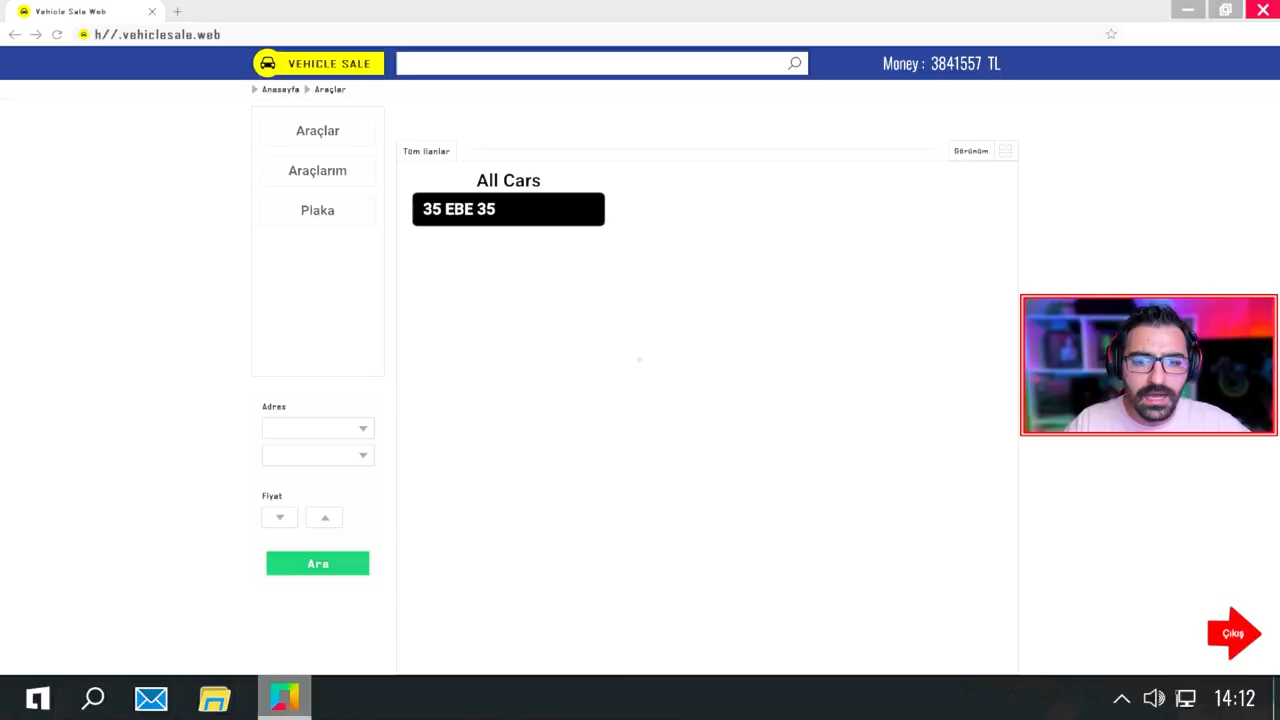 Vehicle Sale Web
h//.vehiclesale.web
VEHICLE SALE
Money : 3841557 TL
Anasayfa Araçlar
Araçlar
Araçlarım
Plaka
Tüm ilanlar
Görünüm
All Cars
35 EBE 35
Adres
Fiyat
Ara
Çıkış
14:12